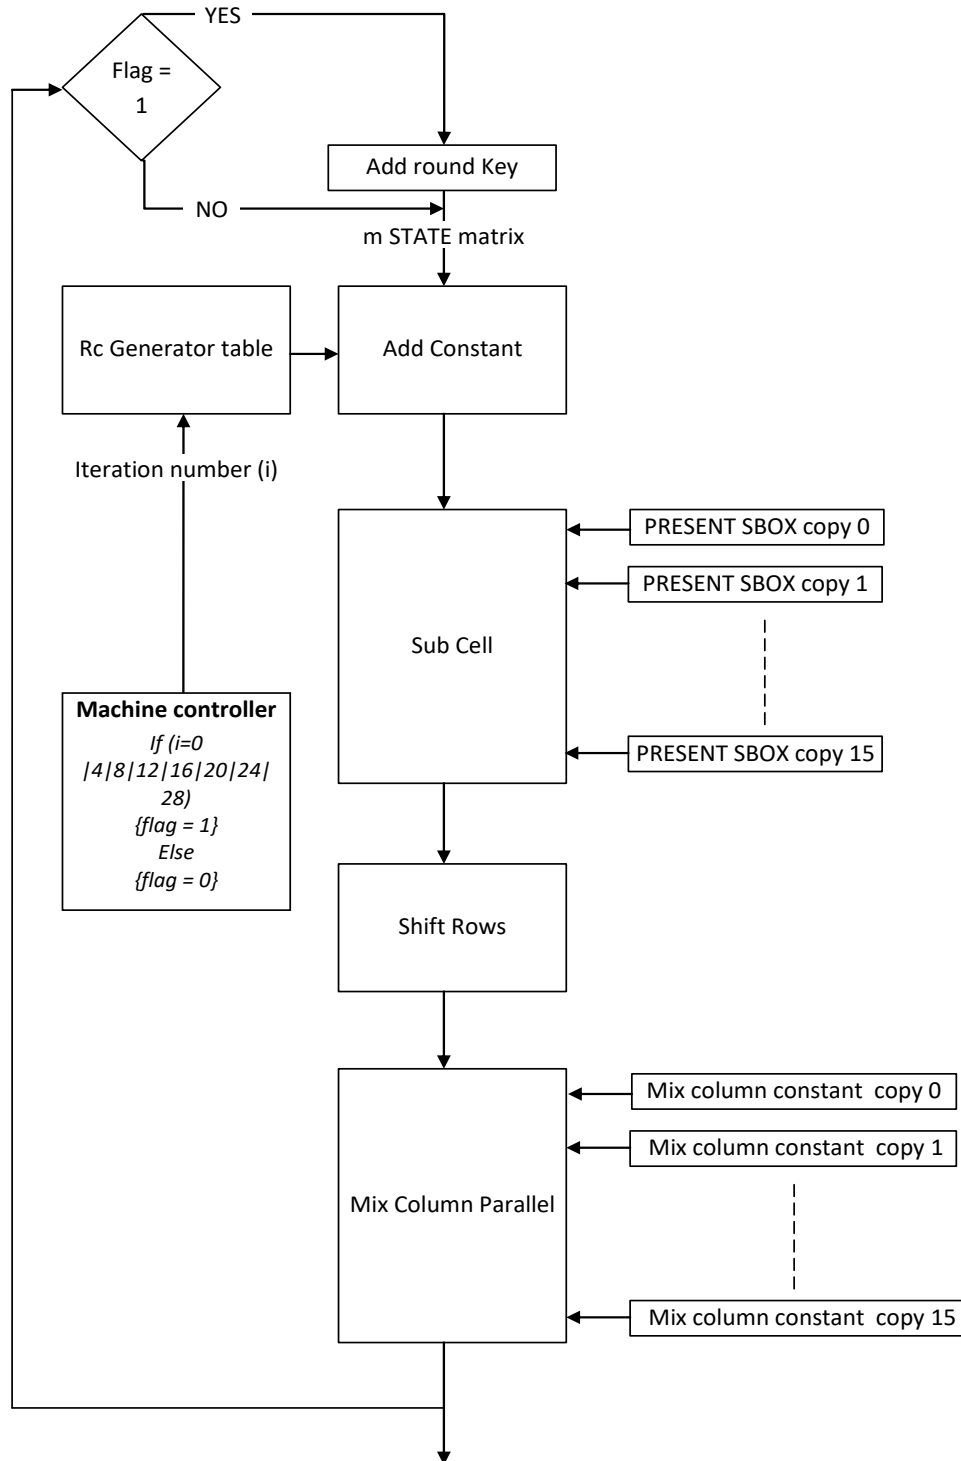 YES
Flag =
1
Add round Key
NO
m STATE matrix
Rc Generator table
Add Constant
Iteration number (i)
PRESENT SBOX copy 0
PRESENT SBOX copy 1
Sub Cell
Machine controller
If (i=0
|4|8|12|16|20|24|
28)
{flag = 1}
Else
{flag = 0}
PRESENT SBOX copy 15
Shift Rows
Mix column constant  copy 0
Mix column constant  copy 1
Mix Column Parallel
Mix column constant  copy 15